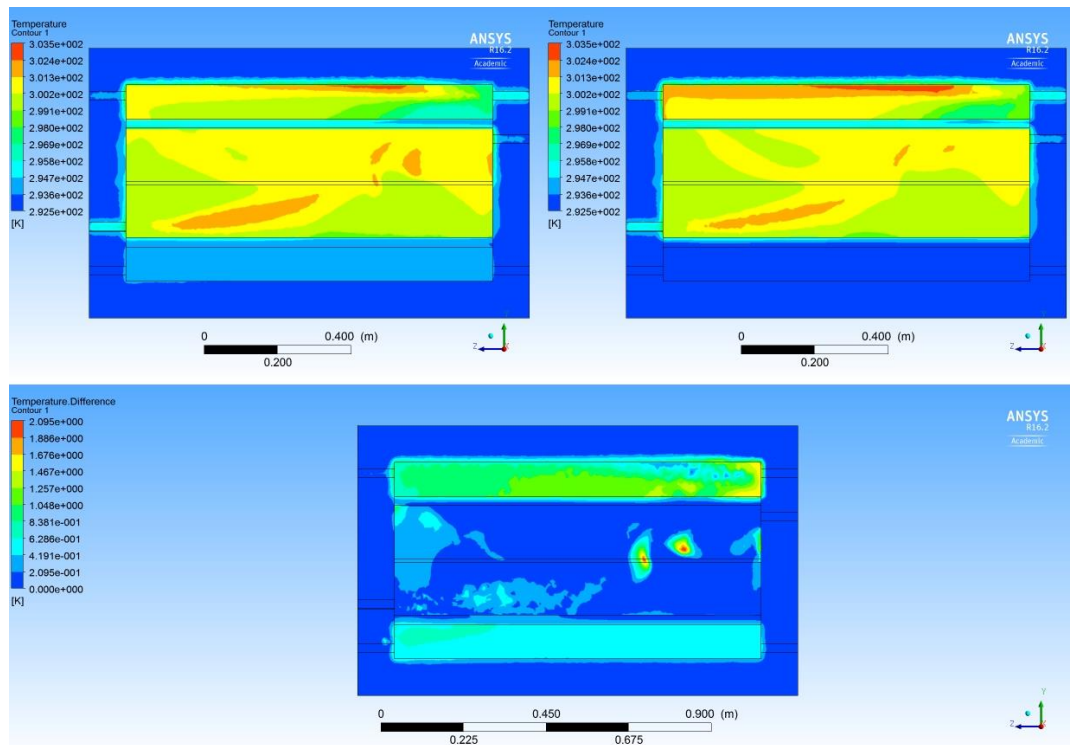 Temperature
Contour 1
3.035e+002
3.024e+002
3.013e+002
3.002e+002
2.991e+002
2.980e+002
2.969e+002
2.958e+002
2.947e+002
2.936e+002
2.925e+002
[K]
ANSYS
R16.2
Academic
0 0.400 (m)
0.200
Y
Z X
Temperature
Contour 1
3.035e+002
3.024e+002
3.013e+002
3.002e+002
2.991e+002
2.980e+002
2.969e+002
2.958e+002
2.947e+002
2.936e+002
2.925e+002
[K]
ANSYS
R16.2
Academic
0 0.400 (m)
0.200
Y
Z X
Temperature.Difference
Contour 1
2.095e+000
1.886e+000
1.676e+000
1.467e+000
1.257e+000
1.048e+000
8.381e-001
6.286e-001
4.191e-001
2.095e-001
0.000e+000
[K]
ANSYS
R16.2
Academic
0 0.450 0.900 (m)
0.225 0.675
Y
Z X